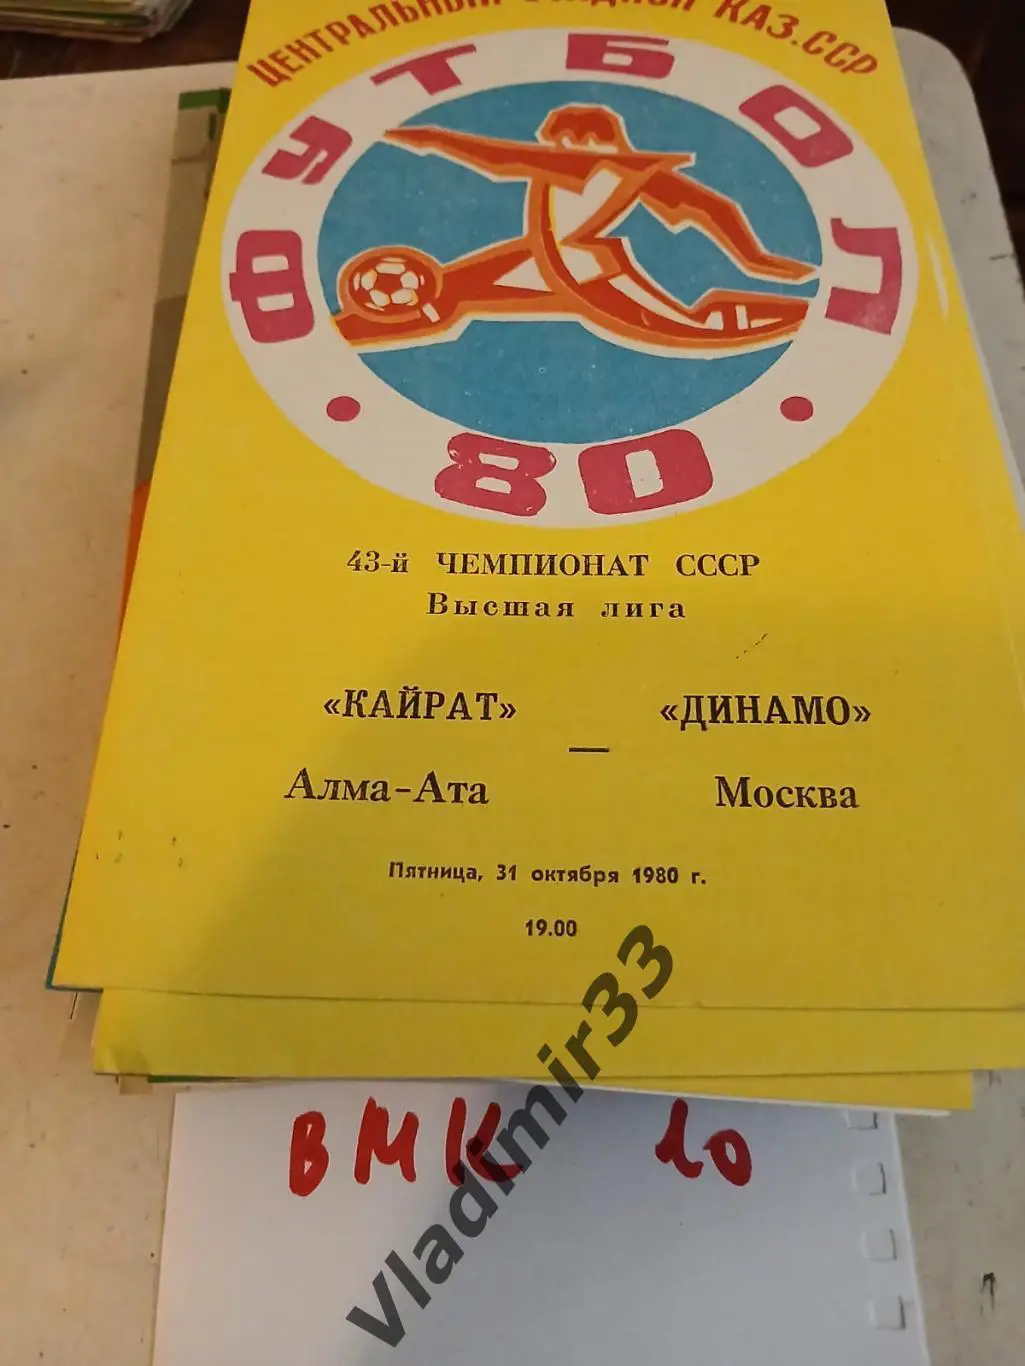 ЦЕНТРАЛЬНЫЙ СТАДИОН КАЗ.ССР
ФУТБОЛ
• 80 •
43-й ЧЕМПИОНАТ СССР
Высшая лига
«КАЙРАТ» — «ДИНАМО»
Алма-Ата Москва
Пятница, 31 октября 1980 г.
19.00
Vladimir33
ВМК 10